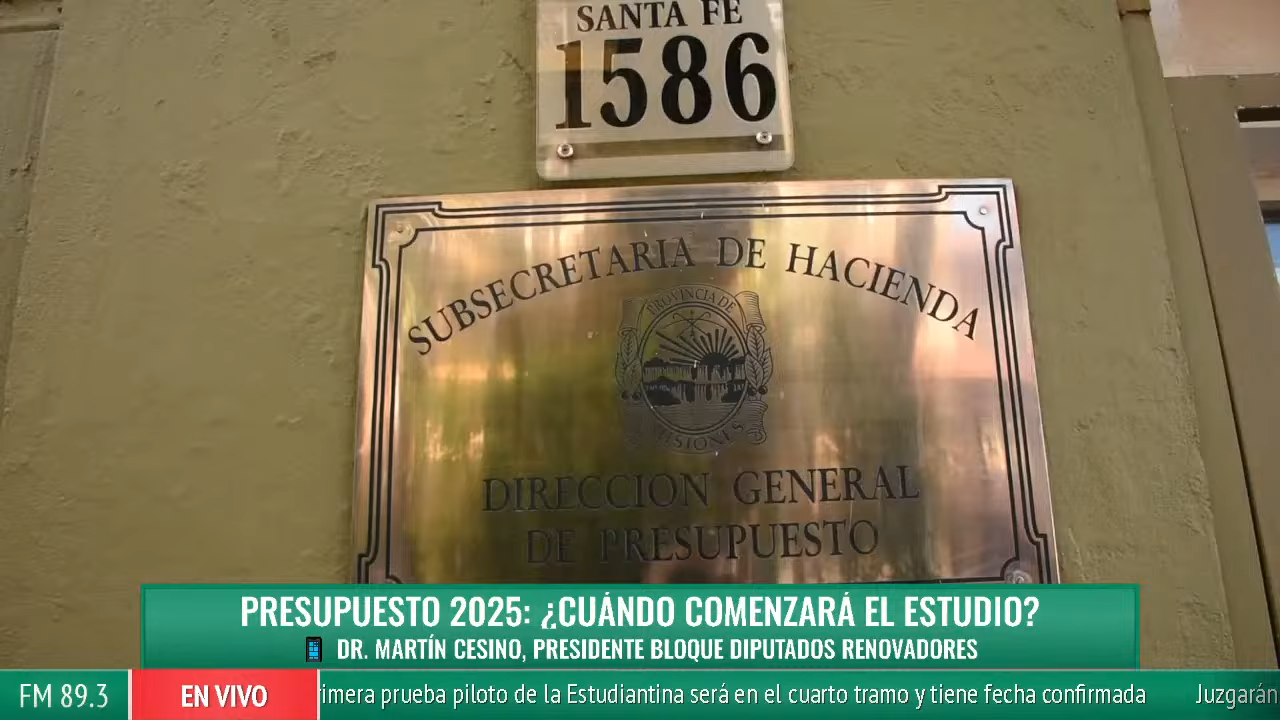 SANTA FE
1586
SUBSECRETARIA DE HACIENDA
PROVINCIA DE
MISIONES
DIRECCION GENERAL
DE PRESUPUESTO
PRESUPUESTO 2025: ¿CUÁNDO COMENZARÁ EL ESTUDIO?
DR. MARTÍN CESINO, PRESIDENTE BLOQUE DIPUTADOS RENOVADORES
FM 89.3
EN VIVO
rimera prueba piloto de la Estudiantina será en el cuarto tramo y tiene fecha confirmada
Juzgarán